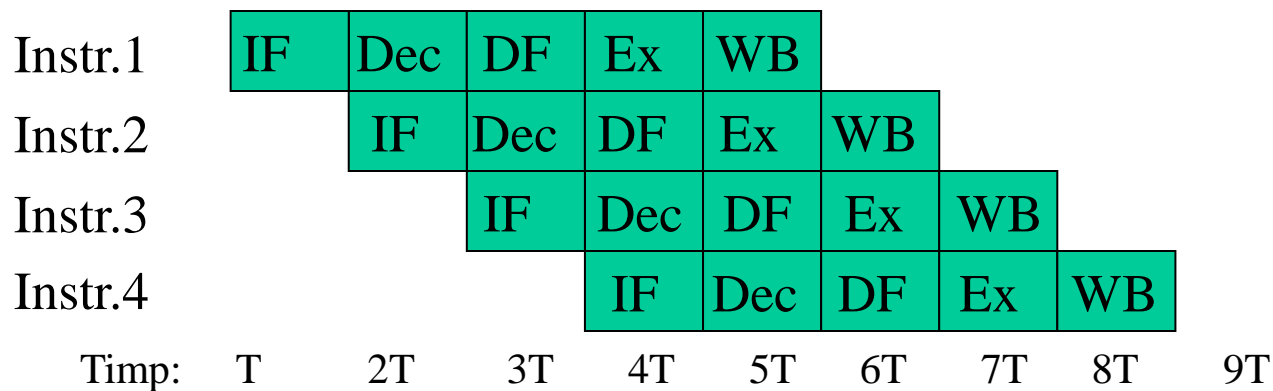 Instr.1 IF Dec DF Ex WB
Instr.2 IF Dec DF Ex WB
Instr.3 IF Dec DF Ex WB
Instr.4 IF Dec DF Ex WB
Timp: T 2T 3T 4T 5T 6T 7T 8T 9T